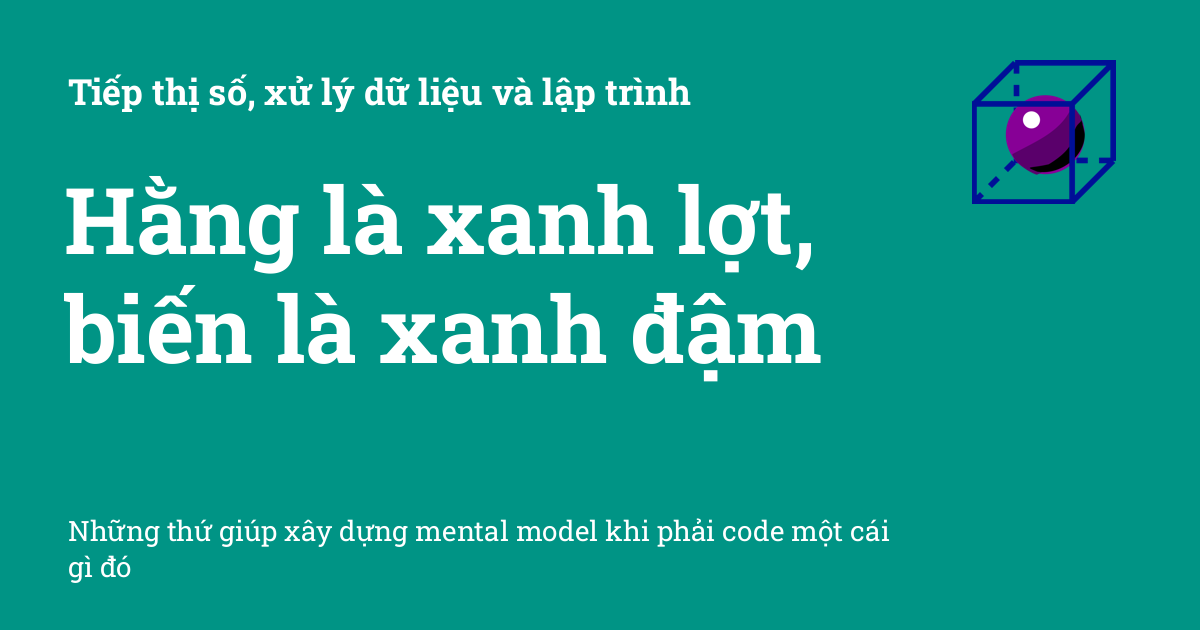 Tiếp thị số, xử lý dữ liệu và lập trình
Hằng là xanh lợt,
biến là xanh đậm
Những thứ giúp xây dựng mental model khi phải code một cái
gì đó